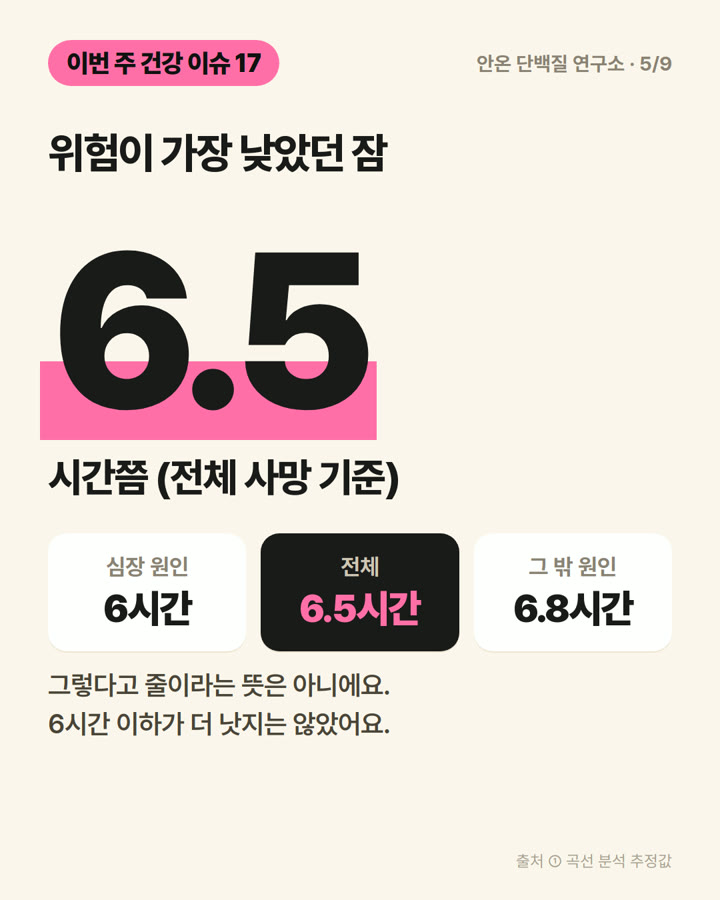 이번 주 건강 이슈 17
안온 단백질 연구소 · 5/9
위험이 가장 낮았던 잠
6.5
시간쯤 (전체 사망 기준)
심장 원인
6시간
전체
6.5시간
그 밖 원인
6.8시간
그렇다고 줄이라는 뜻은 아니에요.
6시간 이하가 더 낫지는 않았어요.
출처 ① 곡선 분석 추정값